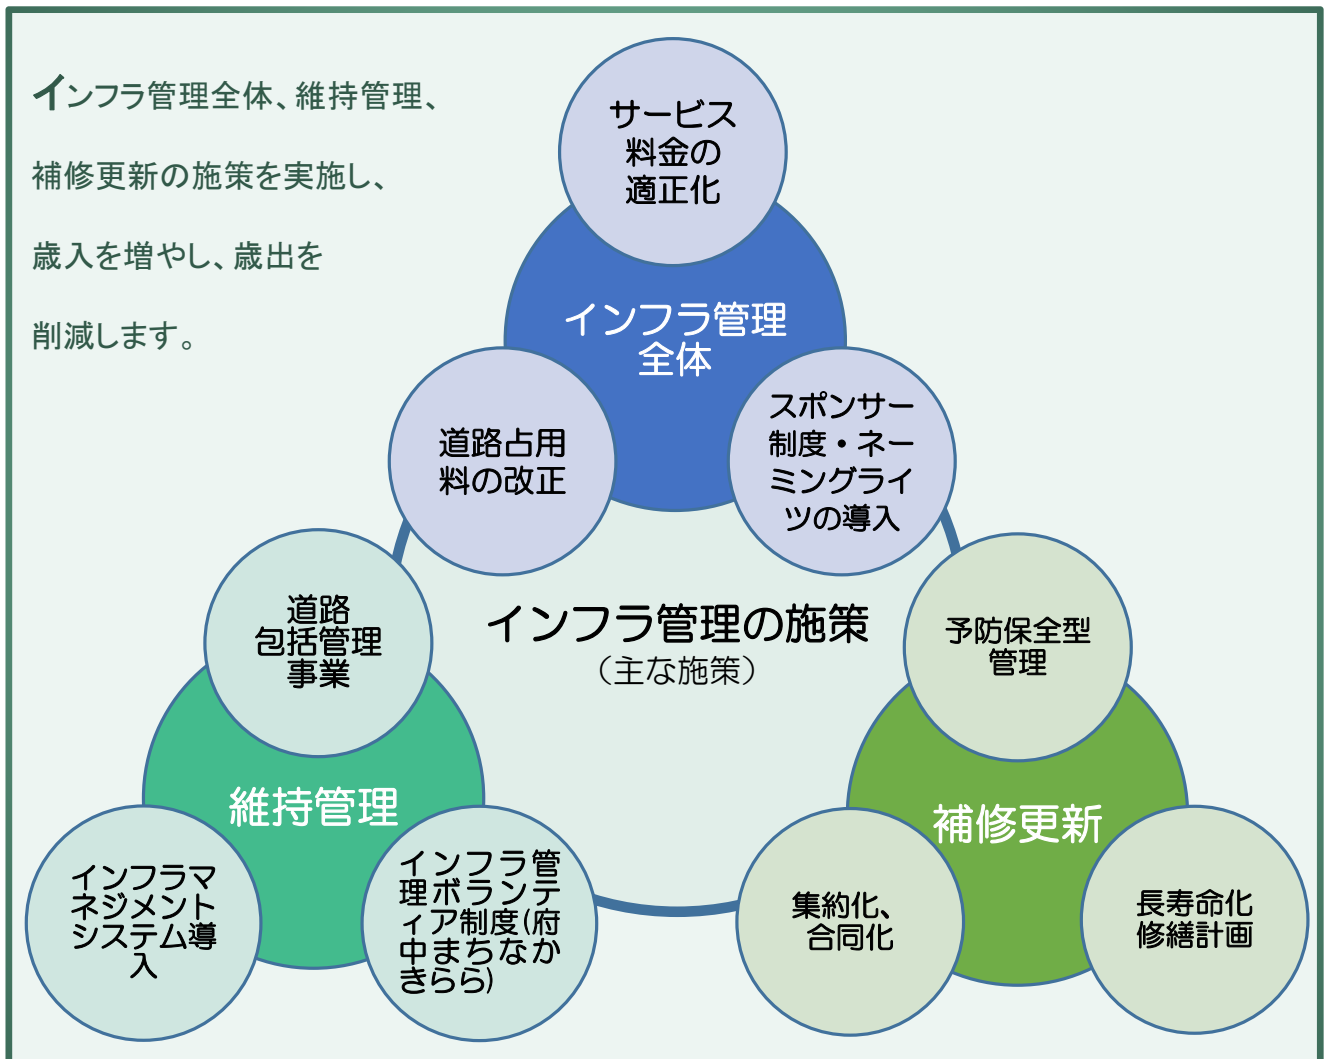 インフラ管理全体、維持管理、
補修更新の施策を実施し、
歳入を増やし、歳出を
削減します。
サービス
料金の
適正化
インフラ管理
全体
道路占用
料の改正
スポンサー
制度・ネー
ミングライ
ツの導入
インフラ管理の施策
（主な施策）
道路
包括管理
事業
維持管理
インフラマ
ネジメント
システム導
入
インフラ管
理ボランテ
ィア制度(府
中まちなか
きらら)
予防保全型
管理
補修更新
集約化、
合同化
長寿命化
修繕計画